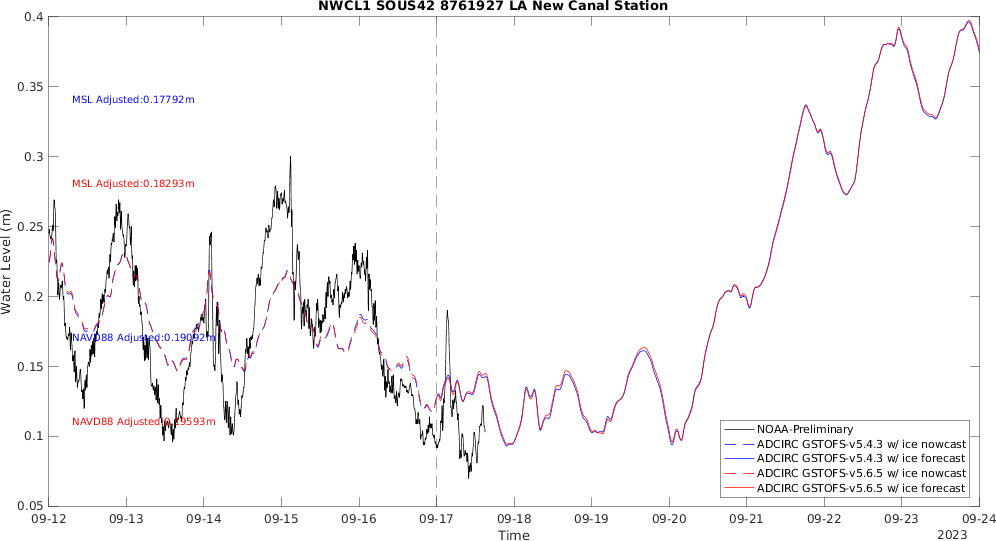 NWCL1 SOUS42 8761927 LA New Canal Station
0.4
0.35
0.3
0.25
0.2
0.15
0.1
0.05
Water Level (m)
MSL Adjusted:0.17792m
MSL Adjusted:0.18293m
NAVD88 Adjusted:0.19092m
NAVD88 Adjusted:0.19593m
NOAA-Preliminary
ADCIRC GSTOFS-v5.4.3 w/ ice nowcast
ADCIRC GSTOFS-v5.4.3 w/ ice forecast
ADCIRC GSTOFS-v5.6.5 w/ ice nowcast
ADCIRC GSTOFS-v5.6.5 w/ ice forecast
09-12 09-13 09-14 09-15 09-16 09-17 09-18 09-19 09-20 09-21 09-22 09-23 09-24
Time
2023